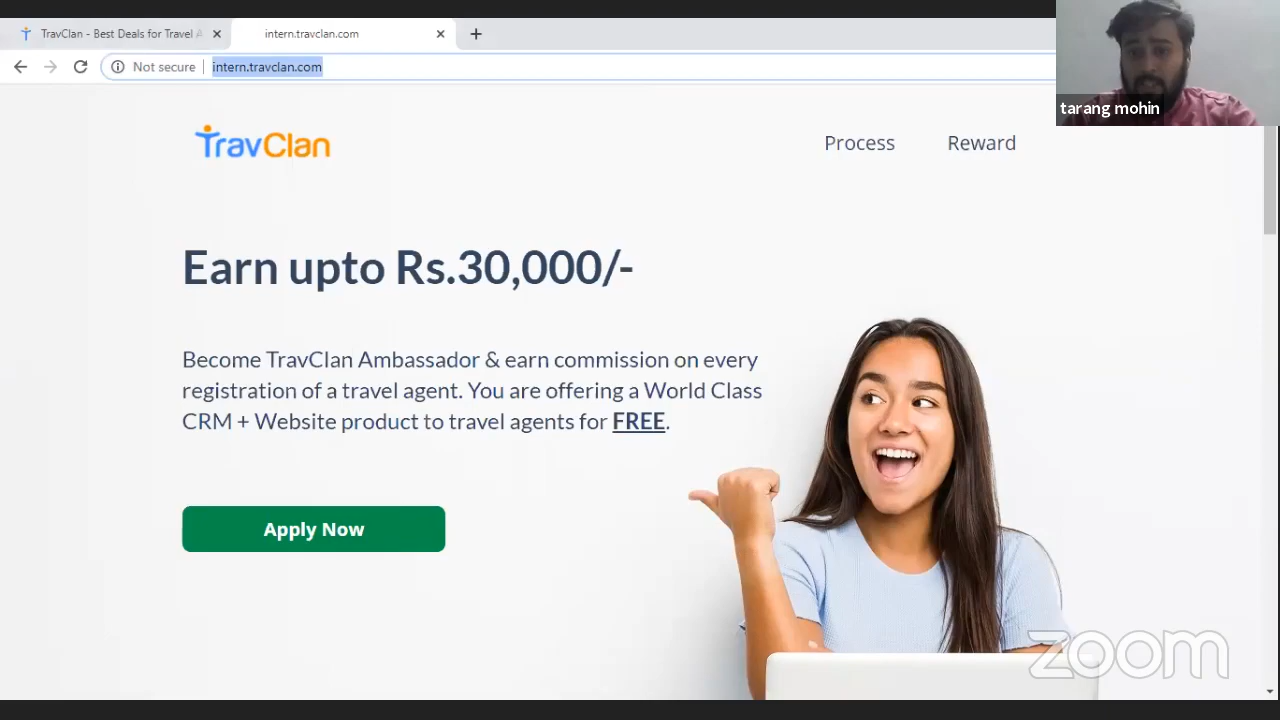 TravClan - Best Deals for Travel A
intern.travclan.com
Not secure
intern.travclan.com
tarang mohin
TravClan
Process
Reward
Earn upto Rs.30,000/-
Become TravClan Ambassador & earn commission on every
registration of a travel agent. You are offering a World Class
CRM + Website product to travel agents for FREE.
Apply Now
zoom